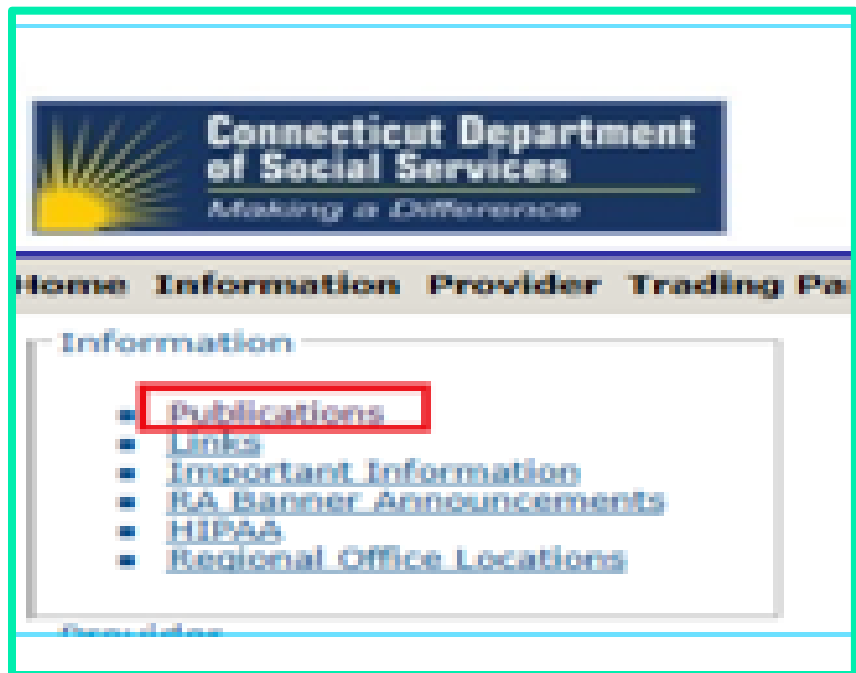 Connecticut Department
of Social Services
Making a Difference
Home Information Provider Trading
Information
Publications
Links
Important Information
RA Banner Announcements
HIPAA
Regional Office Locations